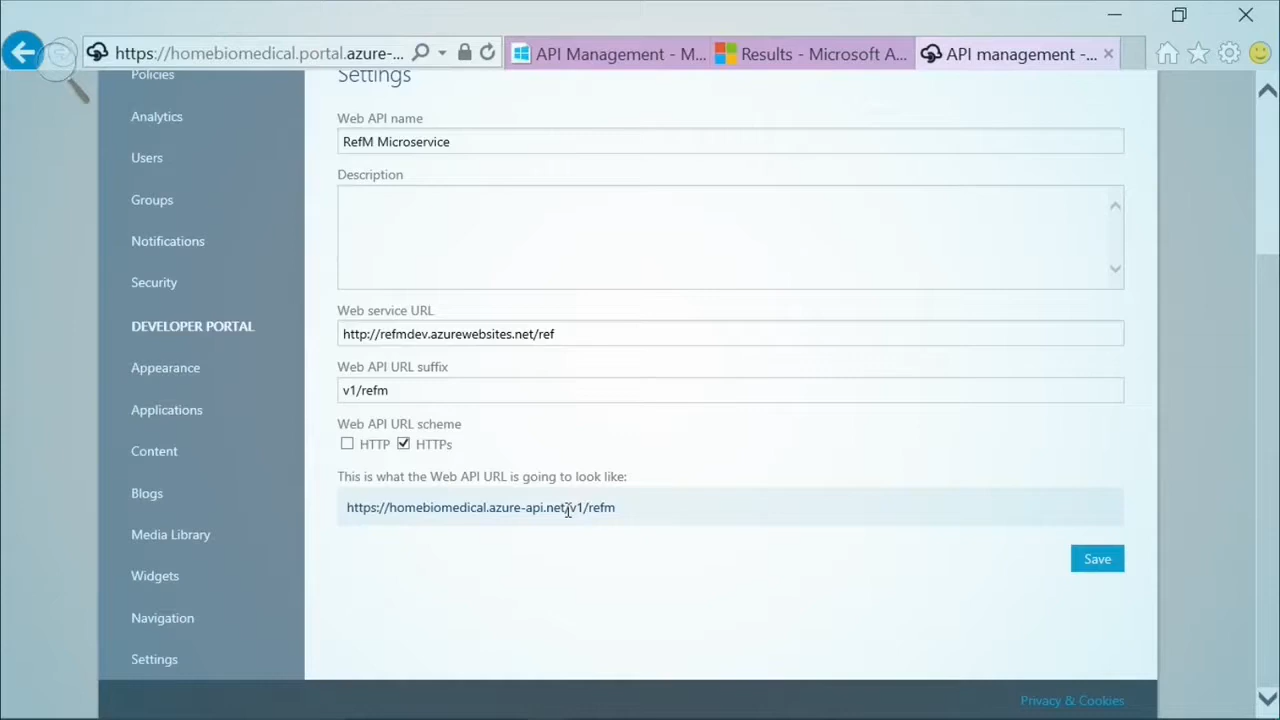 https://homebiomedical.portal.azure-...
API Management - M...
Results - Microsoft A...
API management -...
Policies
Analytics
Users
Groups
Notifications
Security
DEVELOPER PORTAL
Appearance
Applications
Content
Blogs
Media Library
Widgets
Navigation
Settings
Settings
Web API name
RefM Microservice
Description
Web service URL
http://refmdev.azurewebsites.net/ref
Web API URL suffix
v1/refm
Web API URL scheme
HTTP HTTPs
This is what the Web API URL is going to look like:
https://homebiomedical.azure-api.net/v1/refm
Save
Privacy & Cookies